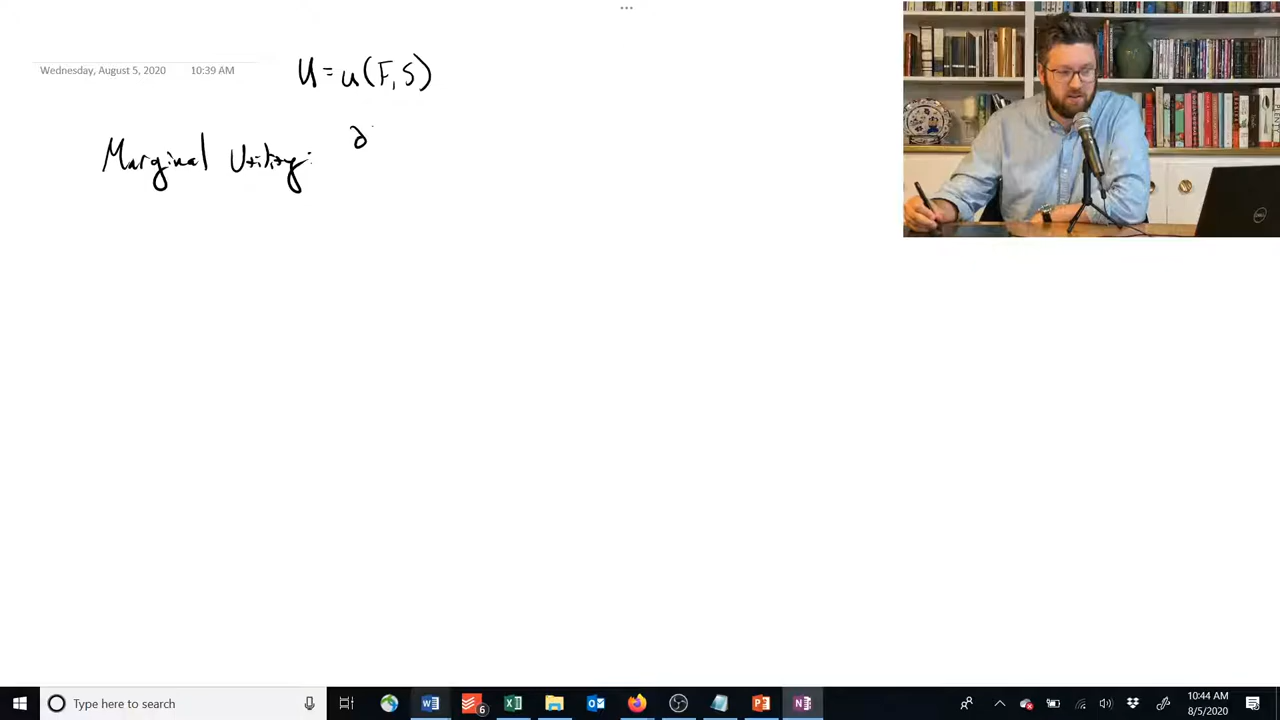 U=u(F,S)
Wednesday, August 5, 2020 10:39 AM
∂
Marginal Utility:
Type here to search
6
10:44 AM
8/5/2020